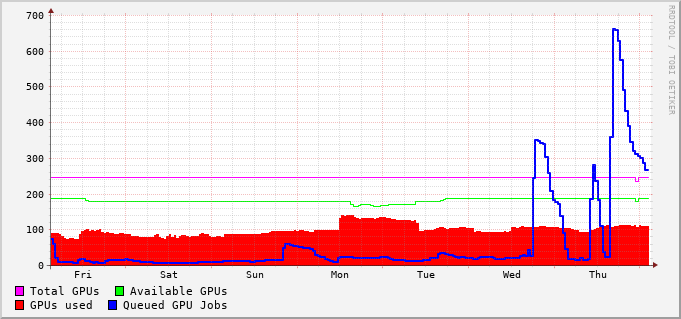 700
600
500
400
300
200
100
0
Fri Sat Sun Mon Tue Wed Thu
Total GPUs Available GPUs
GPUs used Queued GPU Jobs
RRDTOOL / TOBI OETIKER